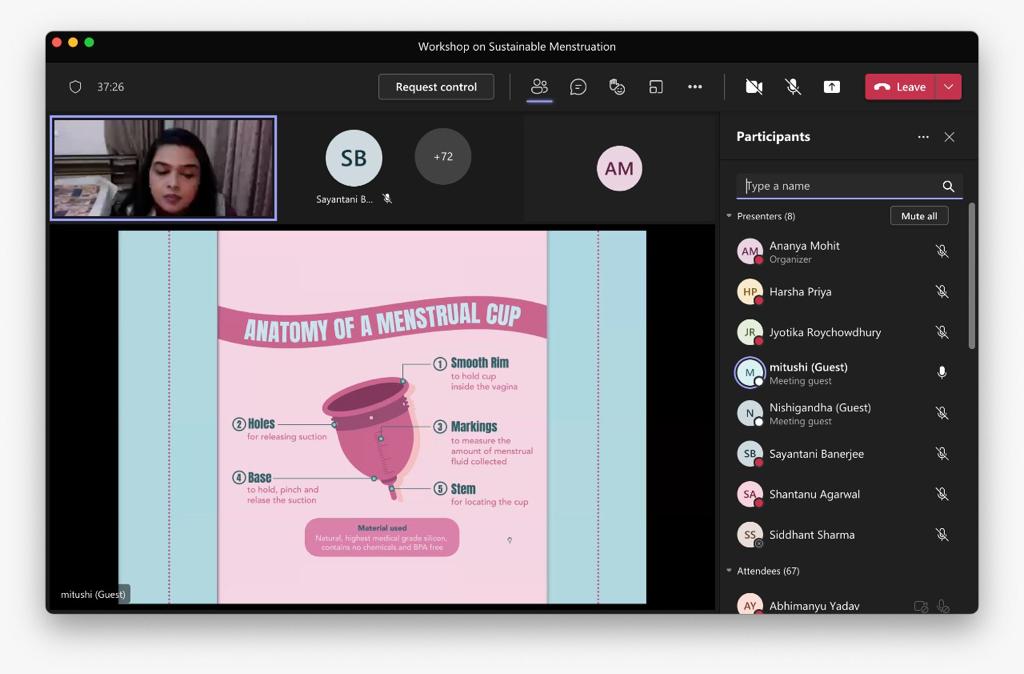 Workshop on Sustainable Menstruation
37:26
Request control
Leave
SB
Sayantani B...
+72
AM
ANATOMY OF A MENSTRUAL CUP
1 Smooth Rim
to hold cup
inside the vagina
2 Holes
for releasing suction
3 Markings
to measure the
amount of menstrual
fluid collected
4 Base
to hold, pinch and
relase the suction
5 Stem
for locating the cup
Material used
Natural, highest medical grade silicon,
contains no chemicals and BPA free
mitushi (Guest)
Participants
Type a name
Presenters (8)
Mute all
AM
Ananya Mohit
Organizer
HP
Harsha Priya
JR
Jyotika Roychowdhury
M
mitushi (Guest)
Meeting guest
N
Nishigandha (Guest)
Meeting guest
SB
Sayantani Banerjee
SA
Shantanu Agarwal
SS
Siddhant Sharma
Attendees (67)
AY
Abhimanyu Yadav